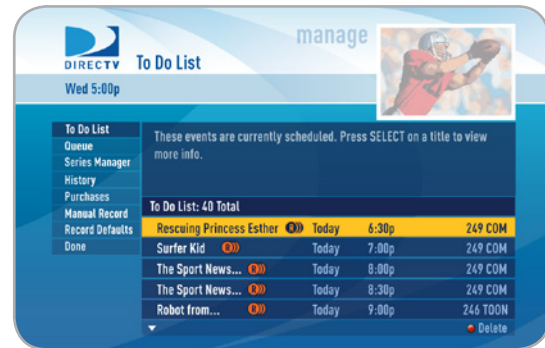 manage
DIRECTV To Do List
Wed 5:00p
To Do List
Queue
Series Manager
History
Purchases
Manual Record
Record Defaults
Done
These events are currently scheduled. Press SELECT on a title to view
more info.
To Do List: 40 Total
Rescuing Princess Esther R Today 6:30p 249 COM
Surfer Kid R Today 7:00p 249 COM
The Sport News... R Today 8:00p 249 COM
The Sport News... R Today 8:30p 249 COM
Robot from... R Today 9:00p 246 TOON
Delete